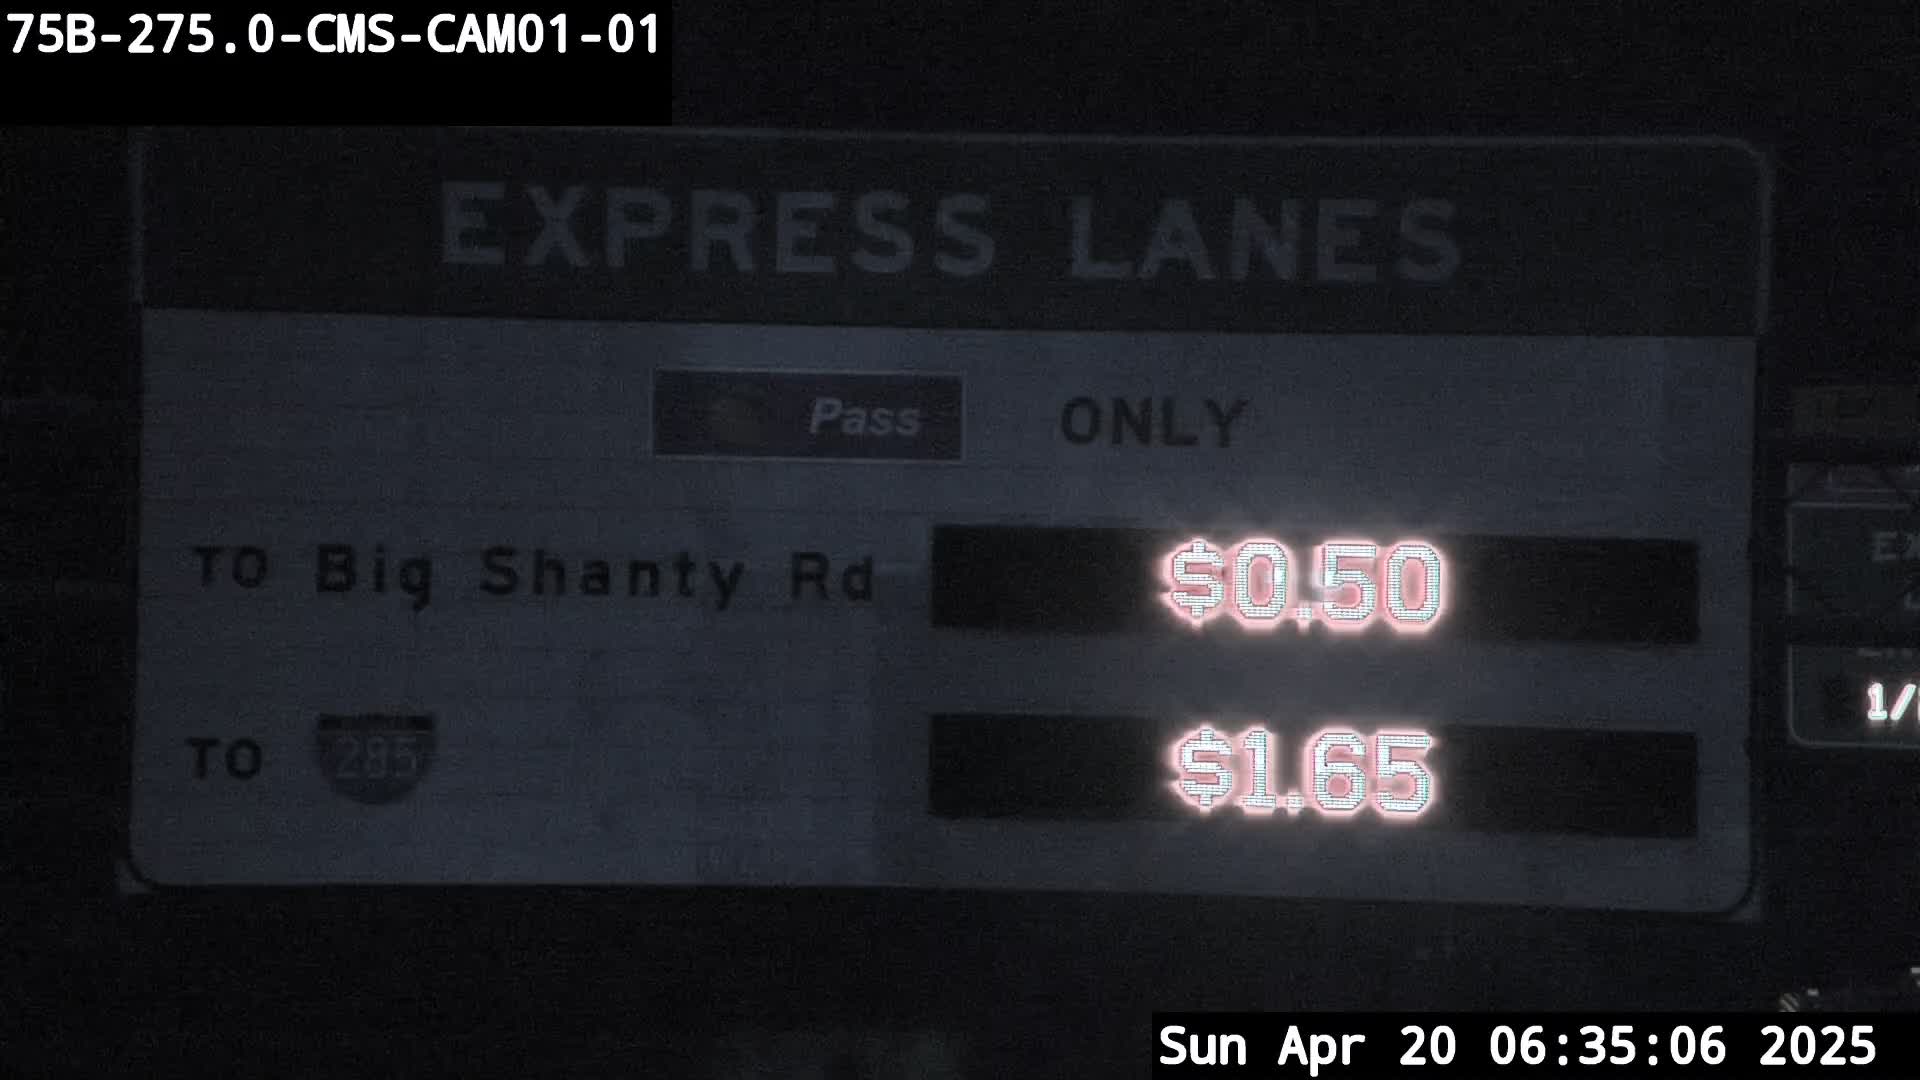 75B-275.0-CMS-CAM01-01
EXPRESS LANES
Pass ONLY
TO Big Shanty Rd $0.50
TO 285 $1.65
1/
Sun Apr 20 06:35:06 2025